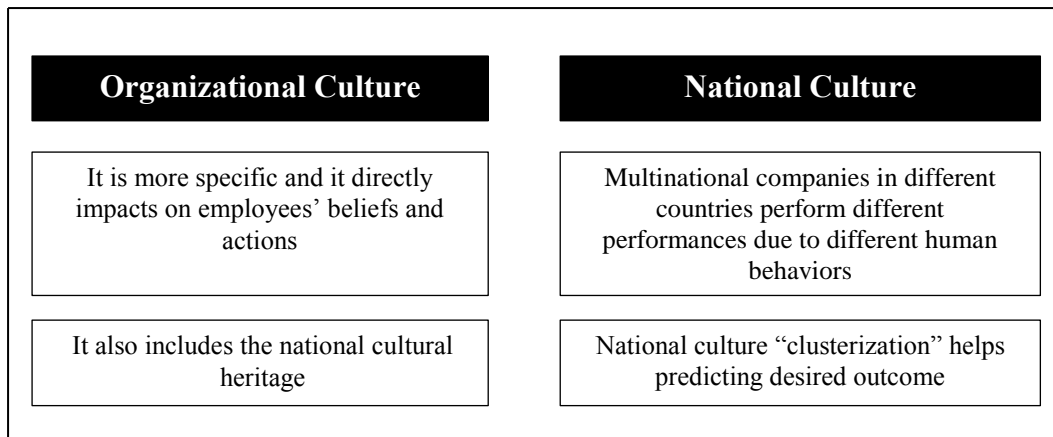 Organizational Culture
It is more specific and it directly
impacts on employees’ beliefs and
actions
It also includes the national cultural
heritage
National Culture
Multinational companies in different
countries perform different
performances due to different human
behaviors
National culture “clusterization” helps
predicting desired outcome